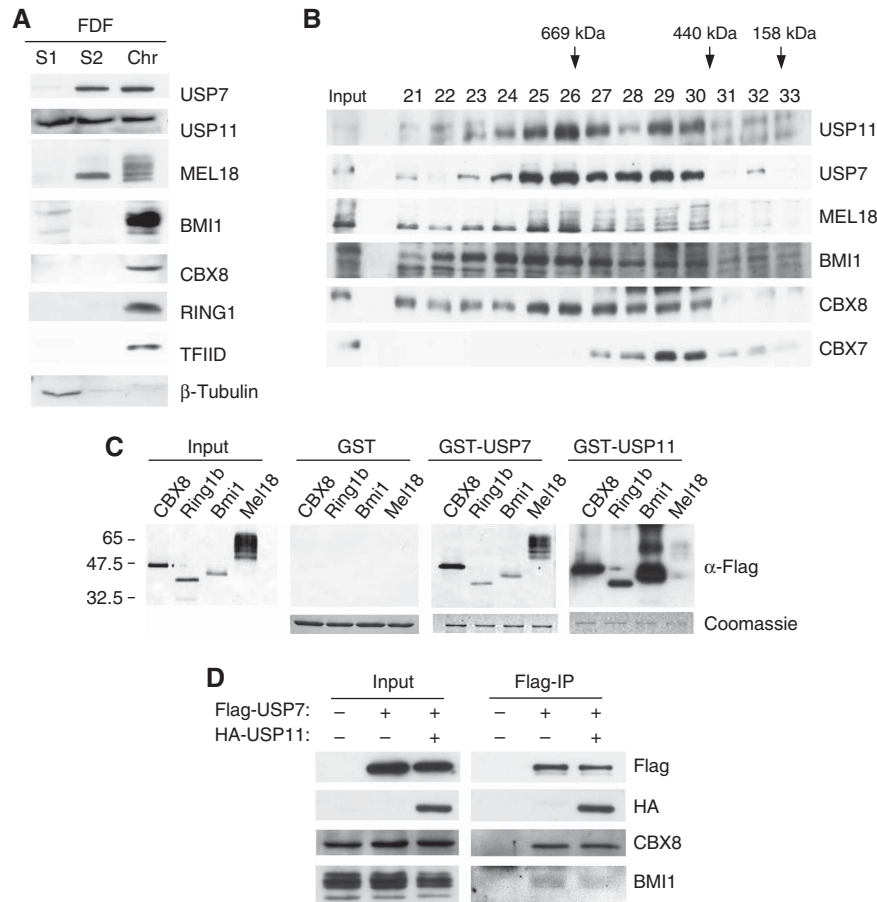 A
FDF
S1 S2 Chr
USP7
USP11
MEL18
BMI1
CBX8
RING1
TFIID
β-Tubulin
B
669 kDa 440 kDa 158 kDa
Input 21 22 23 24 25 26 27 28 29 30 31 32 33
USP11
USP7
MEL18
BMI1
CBX8
CBX7
C
Input GST GST-USP7 GST-USP11
CBX8 Ring1b Bmi1 Mel18 CBX8 Ring1b Bmi1 Mel18 CBX8 Ring1b Bmi1 Mel18 CBX8 Ring1b Bmi1 Mel18
65 –
47.5 –
32.5 –
α-Flag
Coomassie
D
Input Flag-IP
Flag-USP7: – + + – + +
HA-USP11: – – + – – +
Flag
HA
CBX8
BMI1